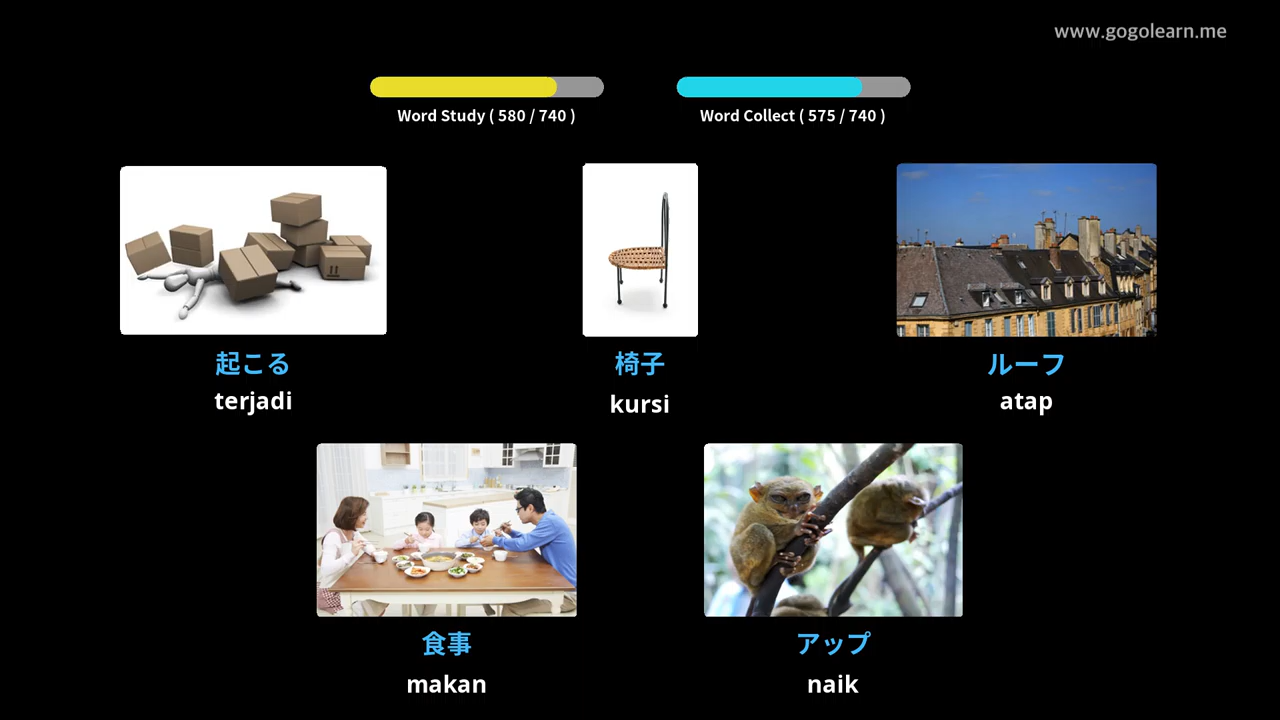 www.gogolearn.me
Word Study ( 580 / 740 )
Word Collect ( 575 / 740 )
起こる
terjadi
椅子
kursi
ルーフ
atap
食事
makan
アップ
naik